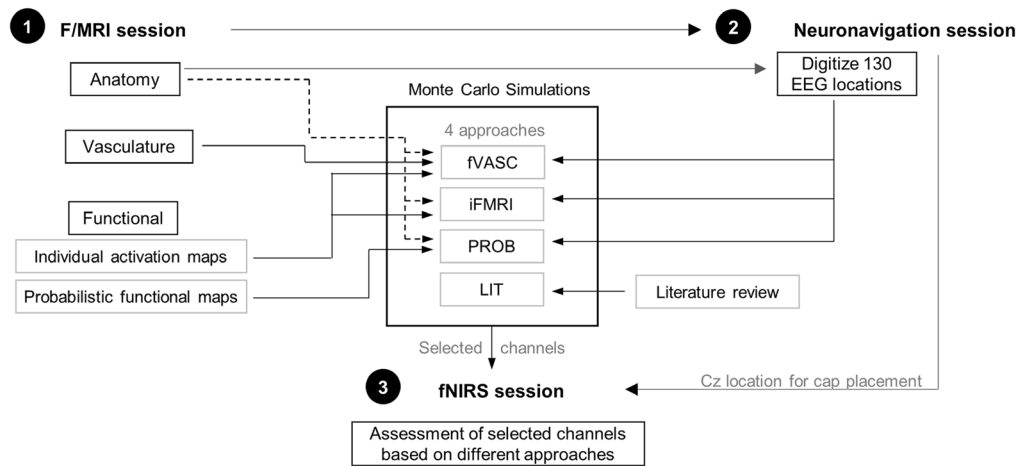 1 F/MRI session
2 Neuronavigation session
Anatomy
Digitize 130
EEG locations
Monte Carlo Simulations
4 approaches
Vasculature
fVASC
iFMRI
Functional
Individual activation maps
PROB
Probabilistic functional maps
LIT
Literature review
Selected channels
3 fNIRS session
Cz location for cap placement
Assessment of selected channels
based on different approaches